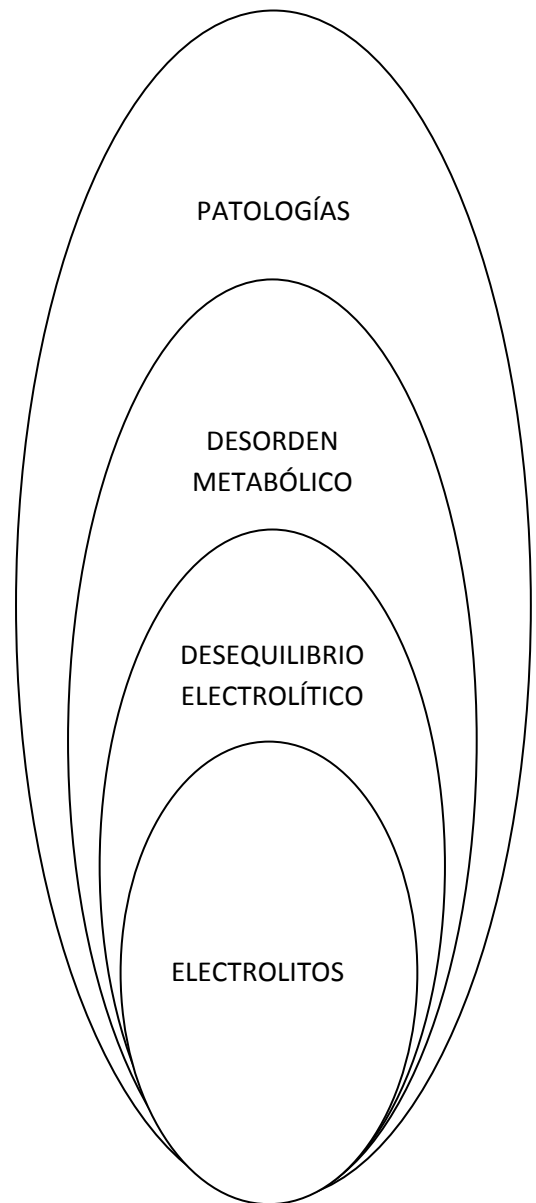 PATOLOGÍAS
DESORDEN
METABÓLICO
DESEQUILIBRIO
ELECTROLÍTICO
ELECTROLITOS